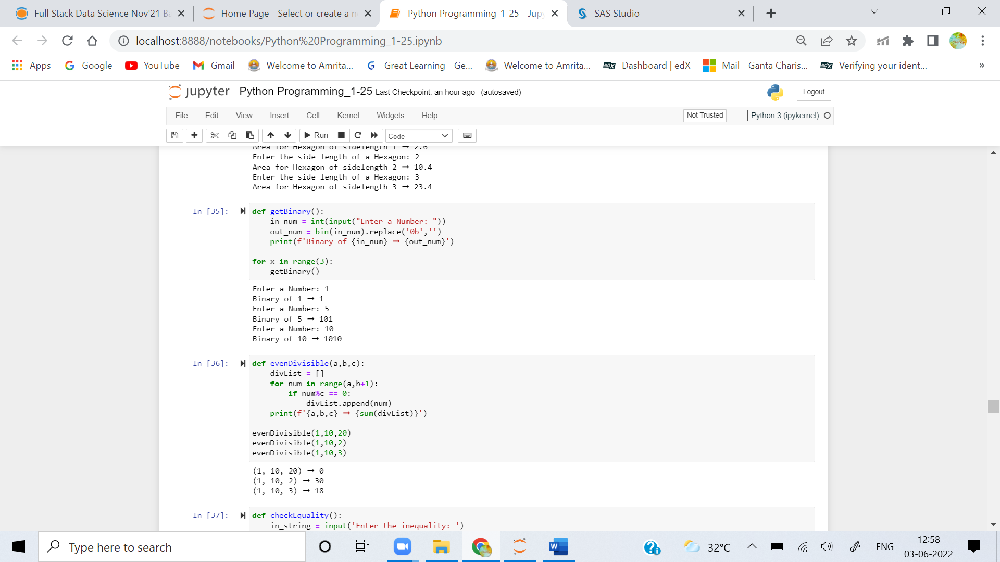 Full Stack Data Science Nov'21 Ba
Home Page - Select or create a n
Python Programming_1-25 - Jupy
SAS Studio
localhost:8888/notebooks/Python%20Programming_1-25.ipynb
Apps
Google
YouTube
Gmail
Welcome to Amrita...
Great Learning - Ge...
Welcome to Amrita...
Dashboard | edX
Mail - Ganta Charis...
Verifying your ident...
»
jupyter Python Programming_1-25 Last Checkpoint: an hour ago (autosaved)
Logout
File Edit View Insert Cell Kernel Widgets Help
Not Trusted
Python 3 (ipykernel)
Run
Code
Area for Hexagon of sidelength 1 → 2.6
Enter the side length of a Hexagon: 2
Area for Hexagon of sidelength 2 → 10.4
Enter the side length of a Hexagon: 3
Area for Hexagon of sidelength 3 → 23.4
In [35]:
def getBinary():
    in_num = int(input("Enter a Number: "))
    out_num = bin(in_num).replace('0b','')
    print(f'Binary of {in_num} → {out_num}')
for x in range(3):
    getBinary()
Enter a Number: 1
Binary of 1 → 1
Enter a Number: 5
Binary of 5 → 101
Enter a Number: 10
Binary of 10 → 1010
In [36]:
def evenDivisible(a,b,c):
    divList = []
    for num in range(a,b+1):
        if num%c == 0:
            divList.append(num)
    print(f'{a,b,c} → {sum(divList)}')
evenDivisible(1,10,20)
evenDivisible(1,10,2)
evenDivisible(1,10,3)
(1, 10, 20) → 0
(1, 10, 2) → 30
(1, 10, 3) → 18
In [37]:
def checkEquality():
    in_string = input('Enter the inequality: ')
Type here to search
32°C
ENG
12:58
03-06-2022